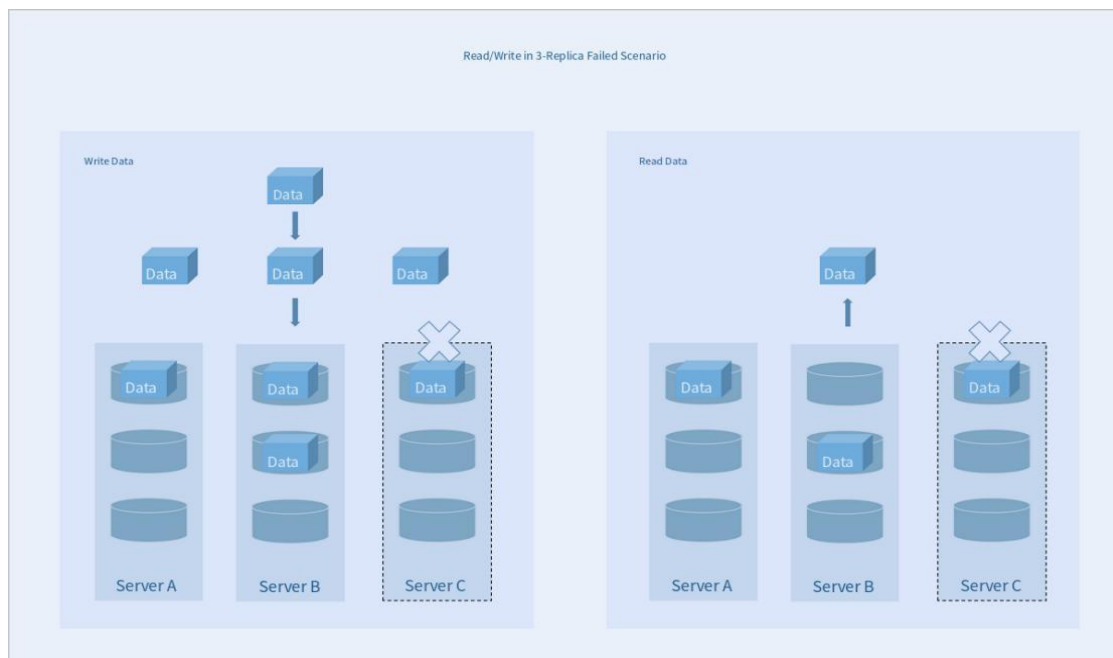 Read/Write in 3-Replica Failed Scenario
Write Data
Data
Data
Data
Data
Data
Data
Data
Data
Server A
Server B
Server C
Read Data
Data
Data
Data
Data
Server A
Server B
Server C